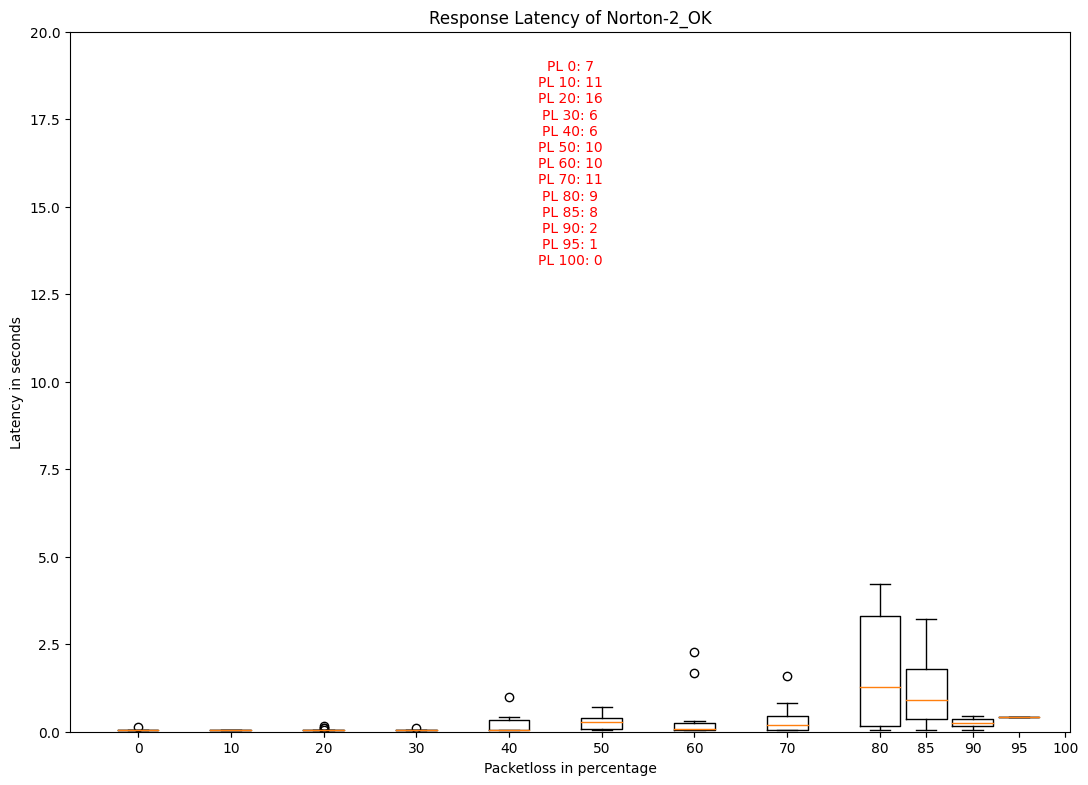 Response Latency of Norton-2_OK
20.0
17.5
15.0
12.5
10.0
7.5
5.0
2.5
0.0
Latency in seconds
PL 0: 7
PL 10: 11
PL 20: 16
PL 30: 6
PL 40: 6
PL 50: 10
PL 60: 10
PL 70: 11
PL 80: 9
PL 85: 8
PL 90: 2
PL 95: 1
PL 100: 0
0 10 20 30 40 50 60 70 80 85 90 95 100
Packetloss in percentage